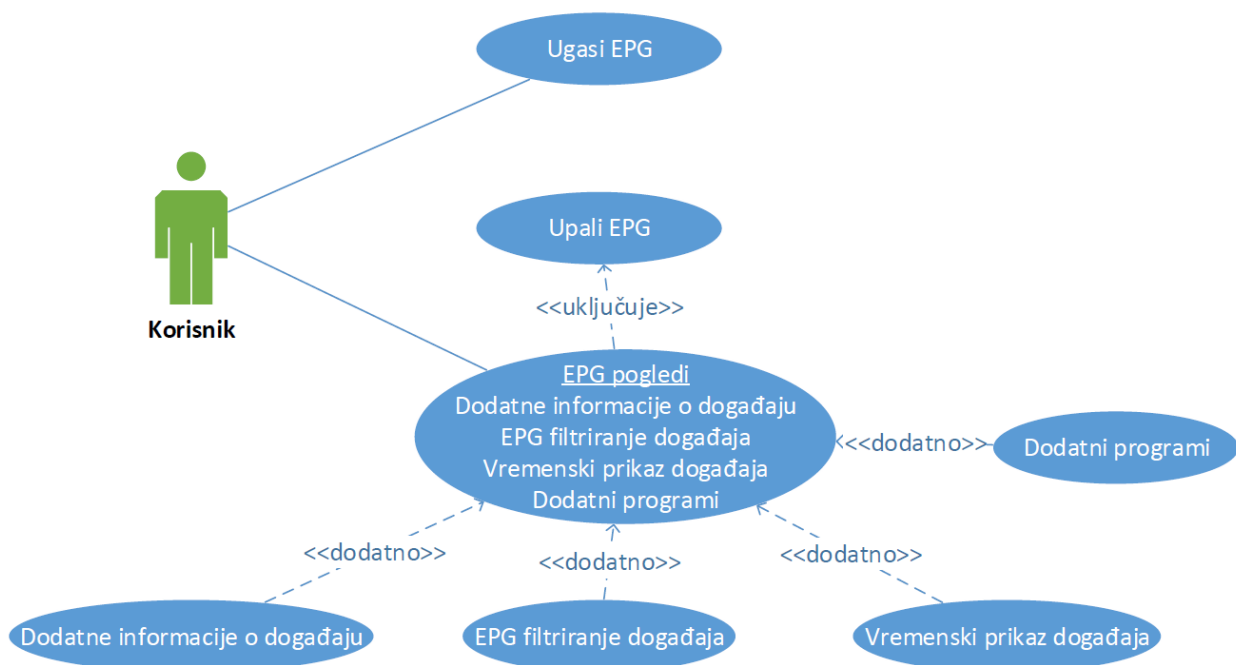 Ugasi EPG
Upali EPG
<<uključuje>>
Korisnik
EPG pogledi
Dodatne informacije o događaju
EPG filtriranje događaja
Vremenski prikaz događaja
Dodatni programi
<<dodatno>>
Dodatni programi
<<dodatno>>
<<dodatno>>
<<dodatno>>
Dodatne informacije o događaju
EPG filtriranje događaja
Vremenski prikaz događaja